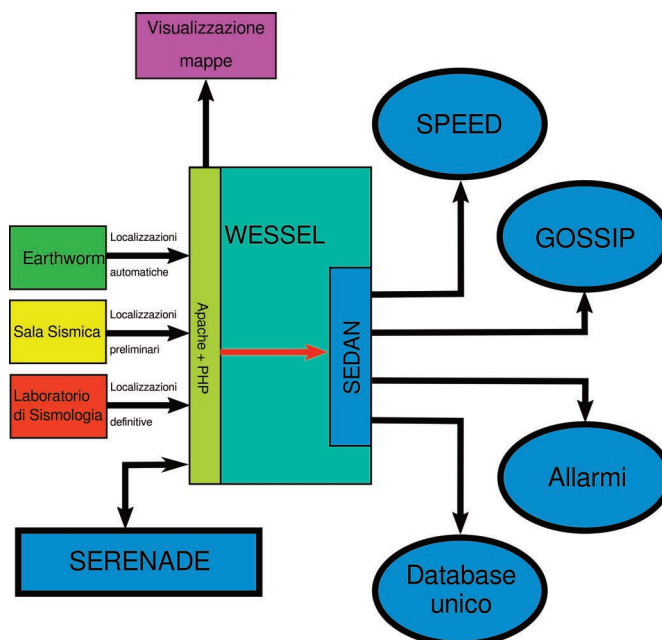 Visualizzazione
mappe
SPEED
WESSEL
GOSSIP
Localizzazioni
Earthworm
automatiche
Localizzazioni
Sala Sismica
preliminari
Apache + PHP
SEDAN
Localizzazioni
Laboratorio
di Sismologia
definitive
Allarmi
SERENADE
Database
unico